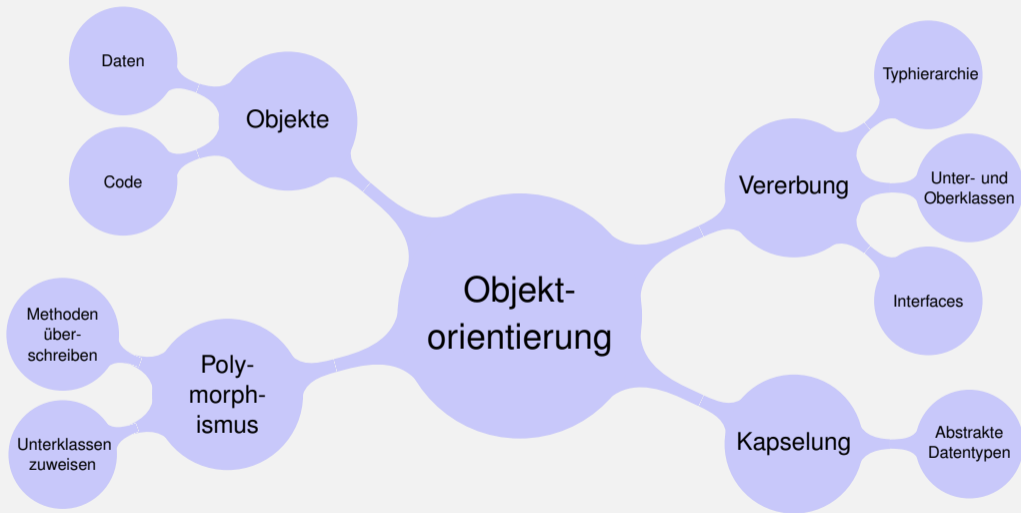 Objekt-
orientierung
Objekte
Daten
Code
Poly-
morph-
ismus
Methoden
über-
schreiben
Unterklassen
zuweisen
Vererbung
Typhierarchie
Unter- und
Oberklassen
Interfaces
Kapselung
Abstrakte
Datentypen